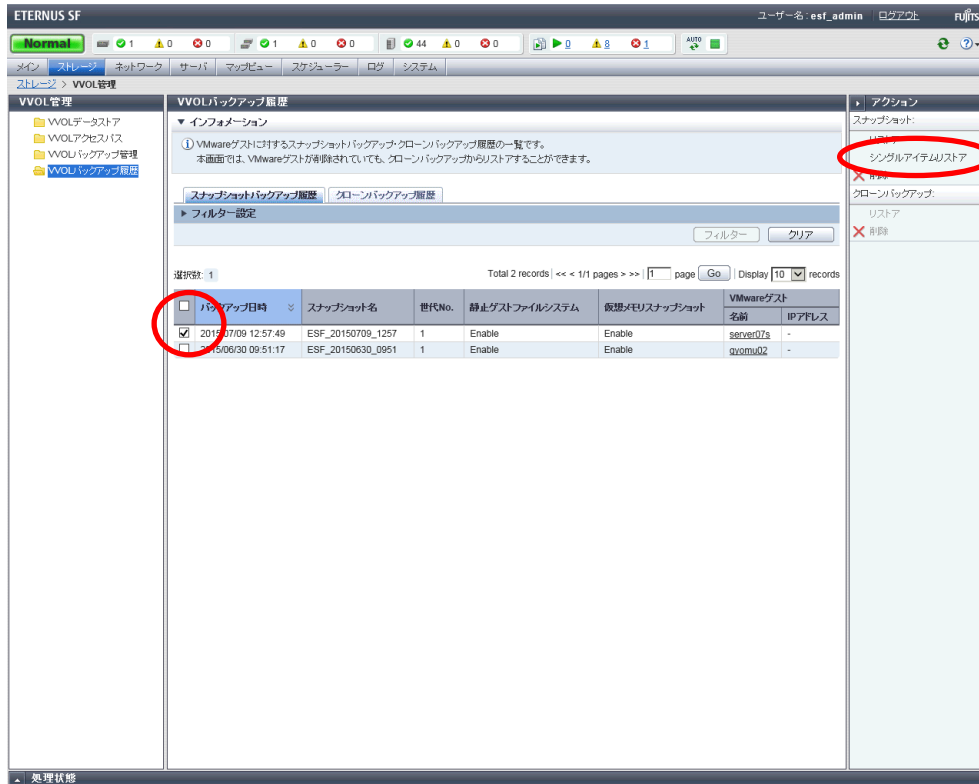 ETERNUS SF
ユーザー名:esf_admin ログアウト
Normal 1 0 0 1 0 0 44 0 0 0 8 1 AUTO
メイン ストレージ ネットワーク サーバ マップビュー スケジューラー ログ システム
ストレージ > VVOL管理
VVOL管理
VVOLデータストア
VVOLアクセスパス
VVOLバックアップ管理
VVOLバックアップ履歴
VVOLバックアップ履歴
▼ インフォメーション
VMwareゲストに対するスナップショットバックアップ・クローンバックアップ履歴の一覧です。
本画面では、VMwareゲストが削除されていても、クローンバックアップからリストアすることができます。
スナップショットバックアップ履歴 クローンバックアップ履歴
▶ フィルター設定
フィルター クリア
選択数: 1
Total 2 records | << < 1/1 pages > >> | 1 page Go | Display 10 records
バックアップ日時 スナップショット名 世代No. 静止ゲストファイルシステム 仮想メモリスナップショット VMwareゲスト
名前 IPアドレス
2015/07/09 12:57:49 ESF_20150709_1257 1 Enable Enable server07s -
2015/06/30 09:51:17 ESF_20150630_0951 1 Enable Enable gyomu02 -
アクション
スナップショット:
リストア
シングルアイテムリストア
削除
クローンバックアップ:
リストア
削除
処理状態